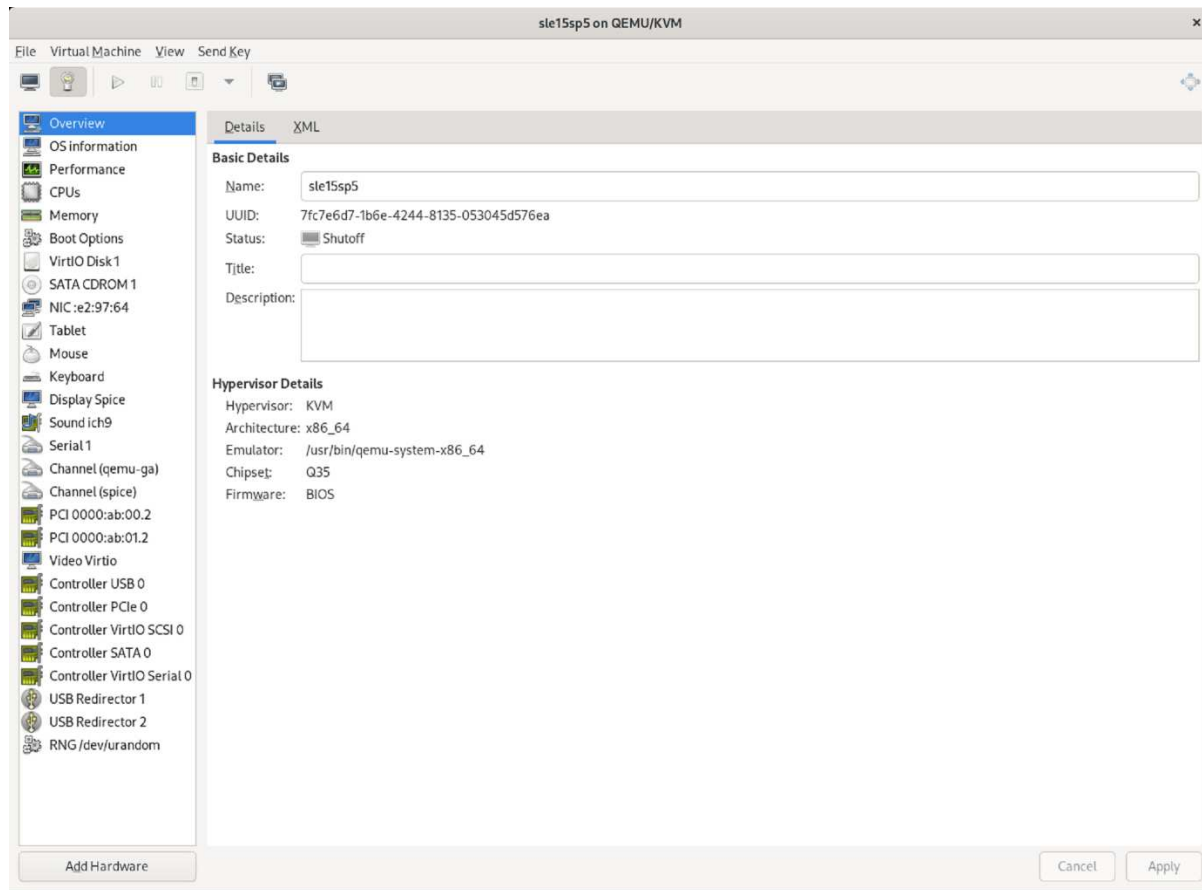 sle15sp5 on QEMU/KVM
×
File Virtual Machine View Send Key
Overview
OS information
Performance
CPUs
Memory
Boot Options
VirtIO Disk 1
SATA CDROM 1
NIC :e2:97:64
Tablet
Mouse
Keyboard
Display Spice
Sound ich9
Serial 1
Channel (qemu-ga)
Channel (spice)
PCI 0000:ab:00.2
PCI 0000:ab:01.2
Video Virtio
Controller USB 0
Controller PCIe 0
Controller VirtIO SCSI 0
Controller SATA 0
Controller VirtIO Serial 0
USB Redirector 1
USB Redirector 2
RNG /dev/urandom
Add Hardware
Details XML
Basic Details
Name: sle15sp5
UUID: 7fc7e6d7-1b6e-4244-8135-053045d576ea
Status: Shutoff
Title:
Description:
Hypervisor Details
Hypervisor: KVM
Architecture: x86_64
Emulator: /usr/bin/qemu-system-x86_64
Chipset: Q35
Firmware: BIOS
Cancel Apply